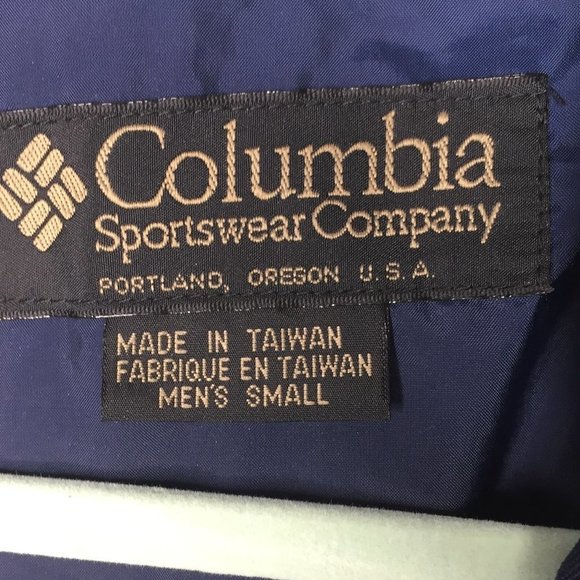 Columbia
Sportswear Company
PORTLAND, OREGON U.S.A.
MADE IN TAIWAN
FABRIQUE EN TAIWAN
MEN'S SMALL